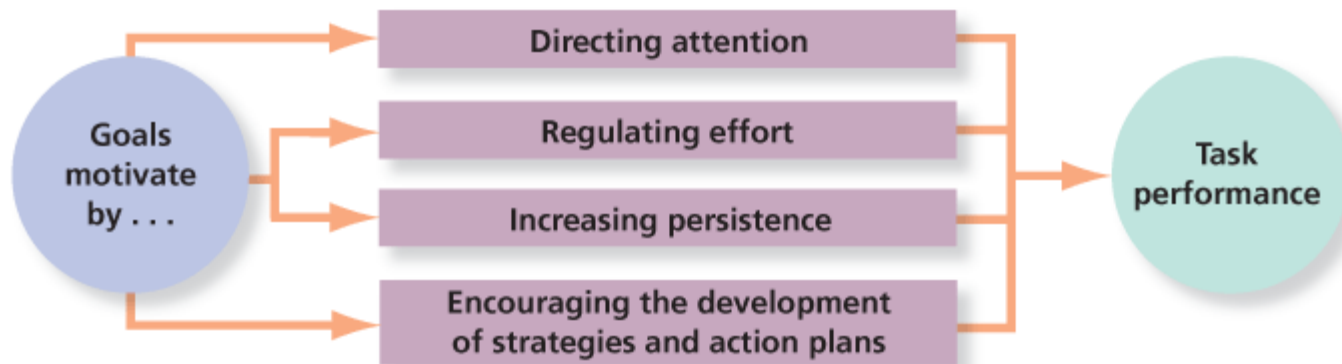 Goals
motivate
by . . .
Directing attention
Regulating effort
Increasing persistence
Encouraging the development
of strategies and action plans
Task
performance